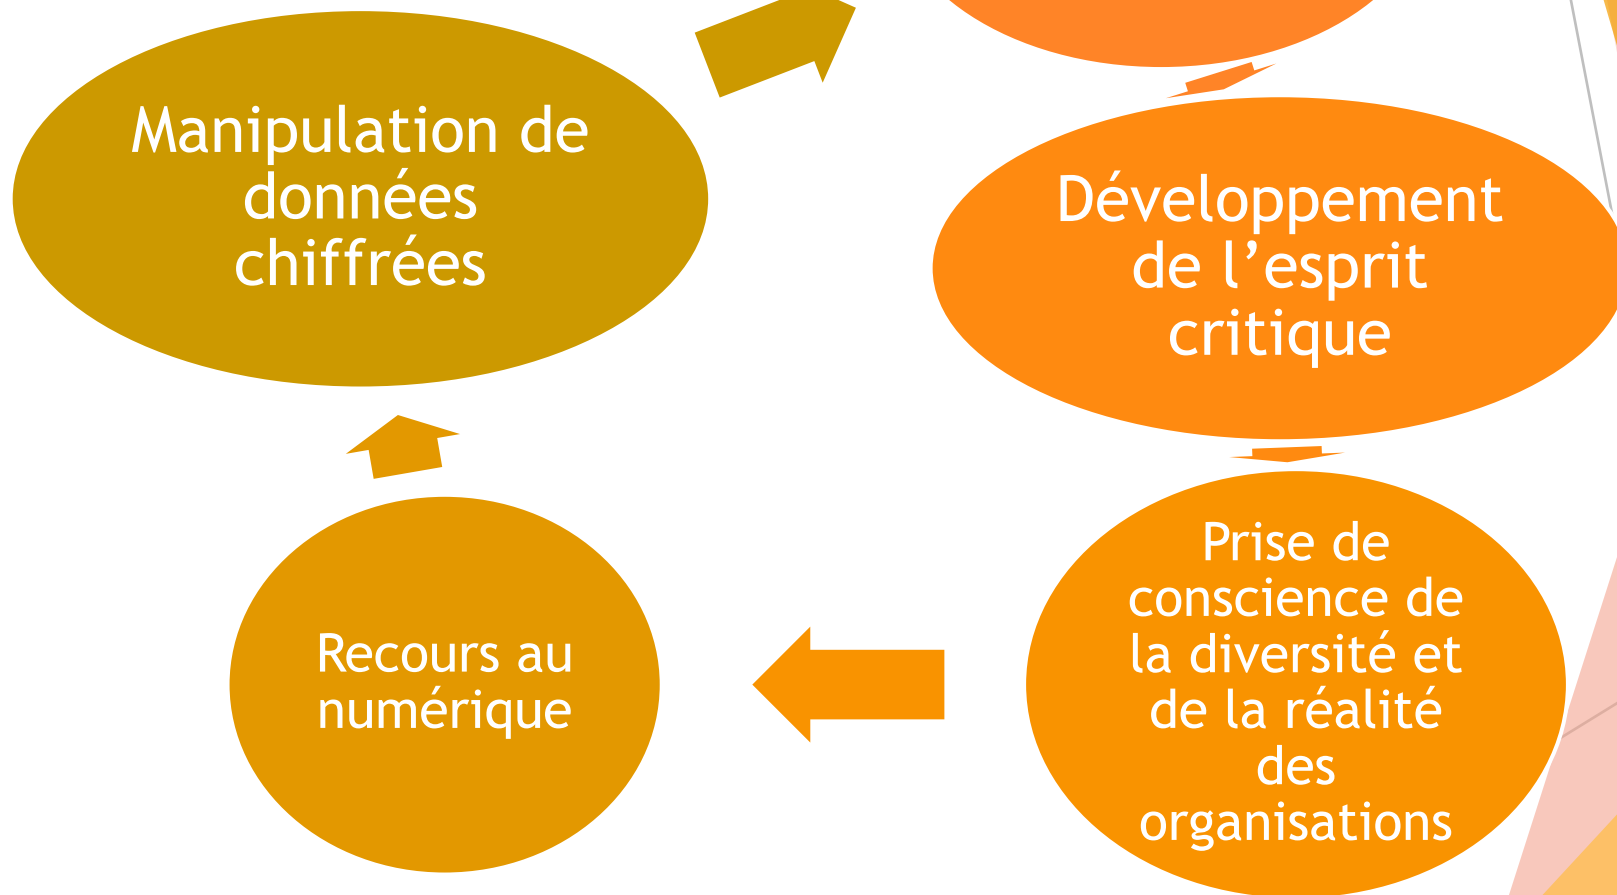 Manipulation de
données
chiffrées
Développement
de l’esprit
critique
Prise de
conscience de
la diversité et
de la réalité
des
organisations
Recours au
numérique